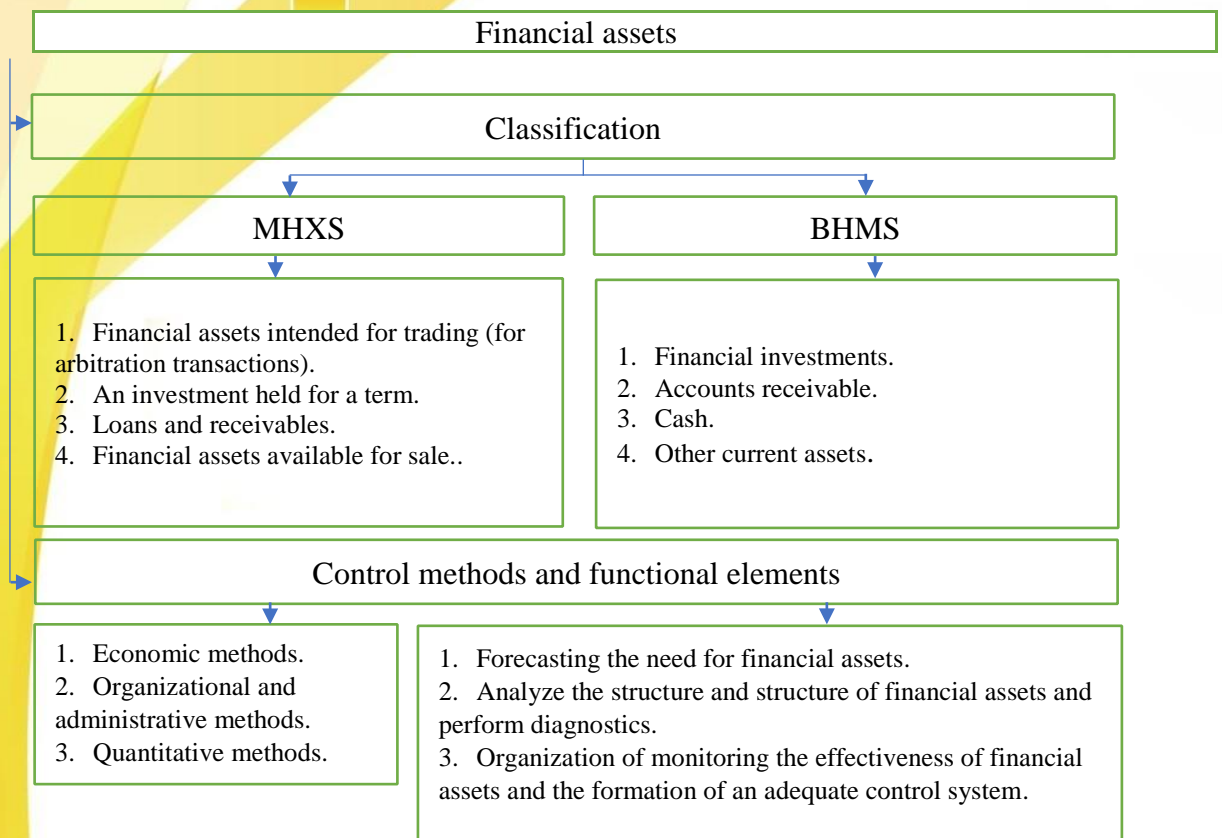 Financial assets
Classification
MHXS
BHMS
1. Financial assets intended for trading (for
arbitration transactions).
2. An investment held for a term.
3. Loans and receivables.
4. Financial assets available for sale..
1. Financial investments.
2. Accounts receivable.
3. Cash.
4. Other current assets.
Control methods and functional elements
1. Economic methods.
2. Organizational and
administrative methods.
3. Quantitative methods.
1. Forecasting the need for financial assets.
2. Analyze the structure and structure of financial assets and
perform diagnostics.
3. Organization of monitoring the effectiveness of financial
assets and the formation of an adequate control system.